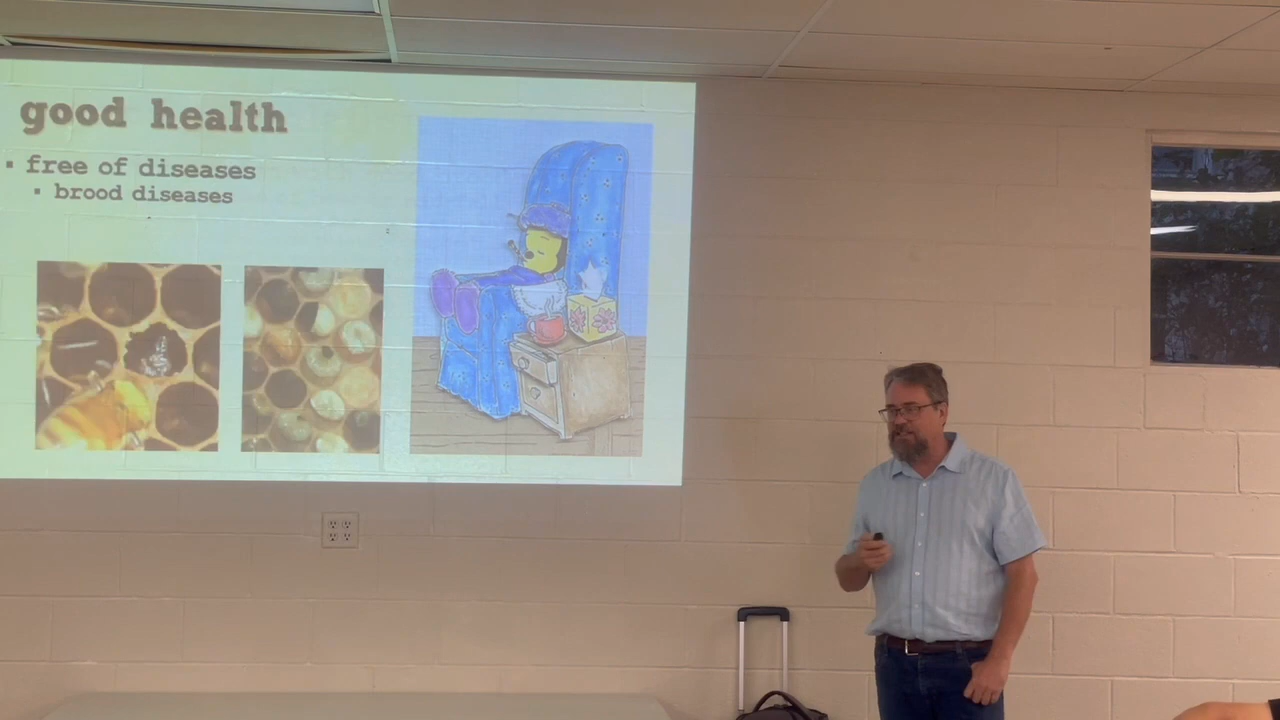 good health
▪ free of diseases
▪ brood diseases